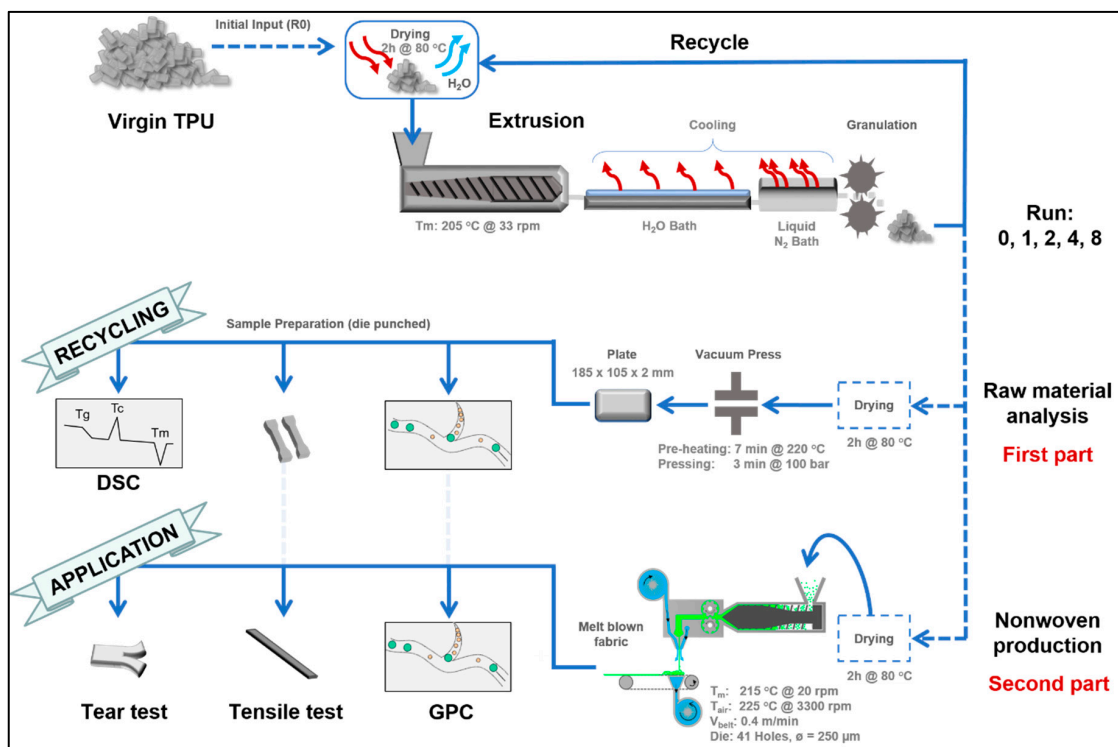 Initial Input (R0)
Drying
2h @ 80 °C
H₂O
Recycle
Virgin TPU
Extrusion
Cooling
Granulation
Tm: 205 °C @ 33 rpm
H₂O Bath
Liquid
N₂ Bath
Run:
0, 1, 2, 4, 8
RECYCLING
Sample Preparation (die punched)
Plate
185 x 105 x 2 mm
Vacuum Press
Drying
2h @ 80 °C
Pre-heating: 7 min @ 220 °C
Pressing: 3 min @ 100 bar
Raw material
analysis
First part
Tg
Tc
Tm
DSC
APPLICATION
Melt blown
fabric
Drying
2h @ 80 °C
Nonwoven
production
Second part
Tm: 215 °C @ 20 rpm
Tair: 225 °C @ 3300 rpm
Vbelt: 0.4 m/min
Die: 41 Holes, ø = 250 µm
Tear test
Tensile test
GPC